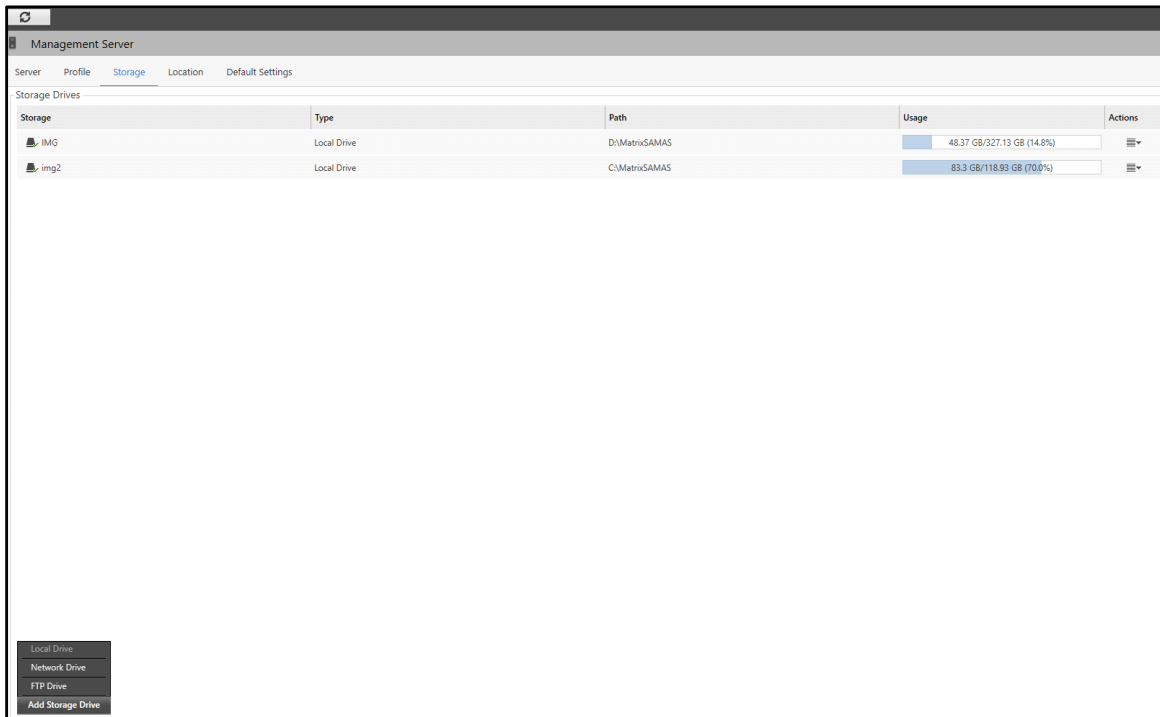 Management Server
Server Profile Storage Location Default Settings
Storage Drives
Storage Type Path Usage Actions
IMG Local Drive D:\MatrixSAMAS 48.37 GB/327.13 GB (14.8%)
img2 Local Drive C:\MatrixSAMAS 83.3 GB/118.93 GB (70.0%)
Local Drive
Network Drive
FTP Drive
Add Storage Drive